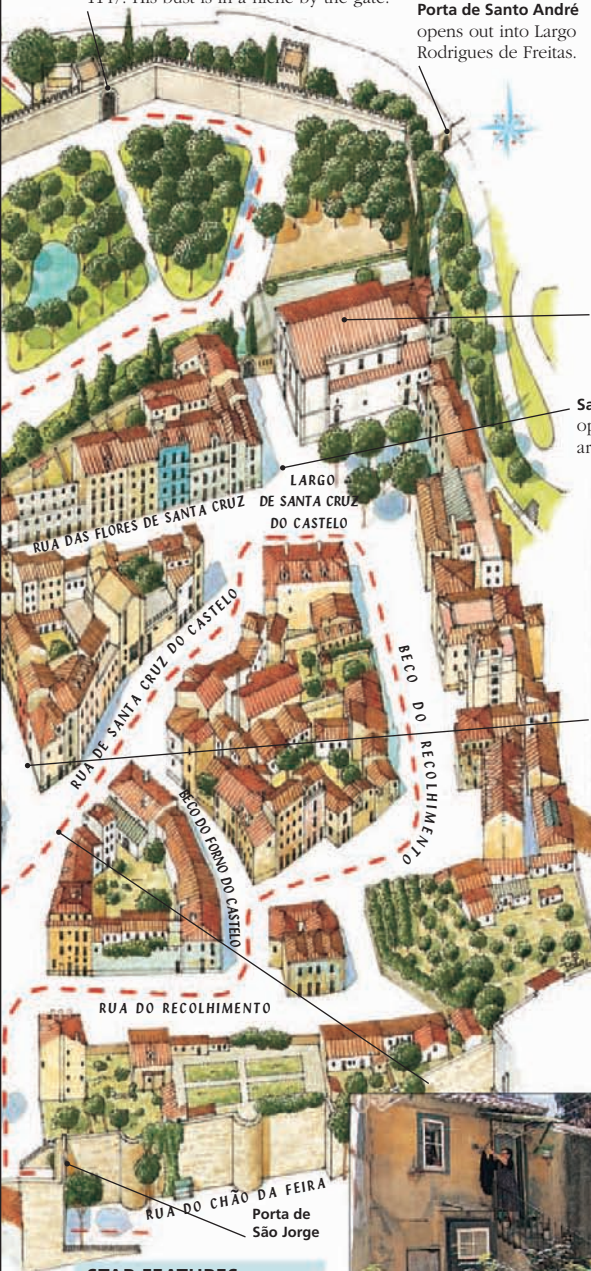 His bust is in a niche by the gate.
Porta de Santo André
opens out into Largo
Rodrigues de Freitas.
LARGO
DE SANTA CRUZ
DO CASTELO
RUA DAS FLORES DE SANTA CRUZ
RUA DE SANTA CRUZ DO CASTELO
BECO DO RECOLHIMENTO
BECO DO FORNO DO CASTELO
RUA DO RECOLHIMENTO
RUA DO CHÃO DA FEIRA
Porta de
São Jorge
STAR FEATURES